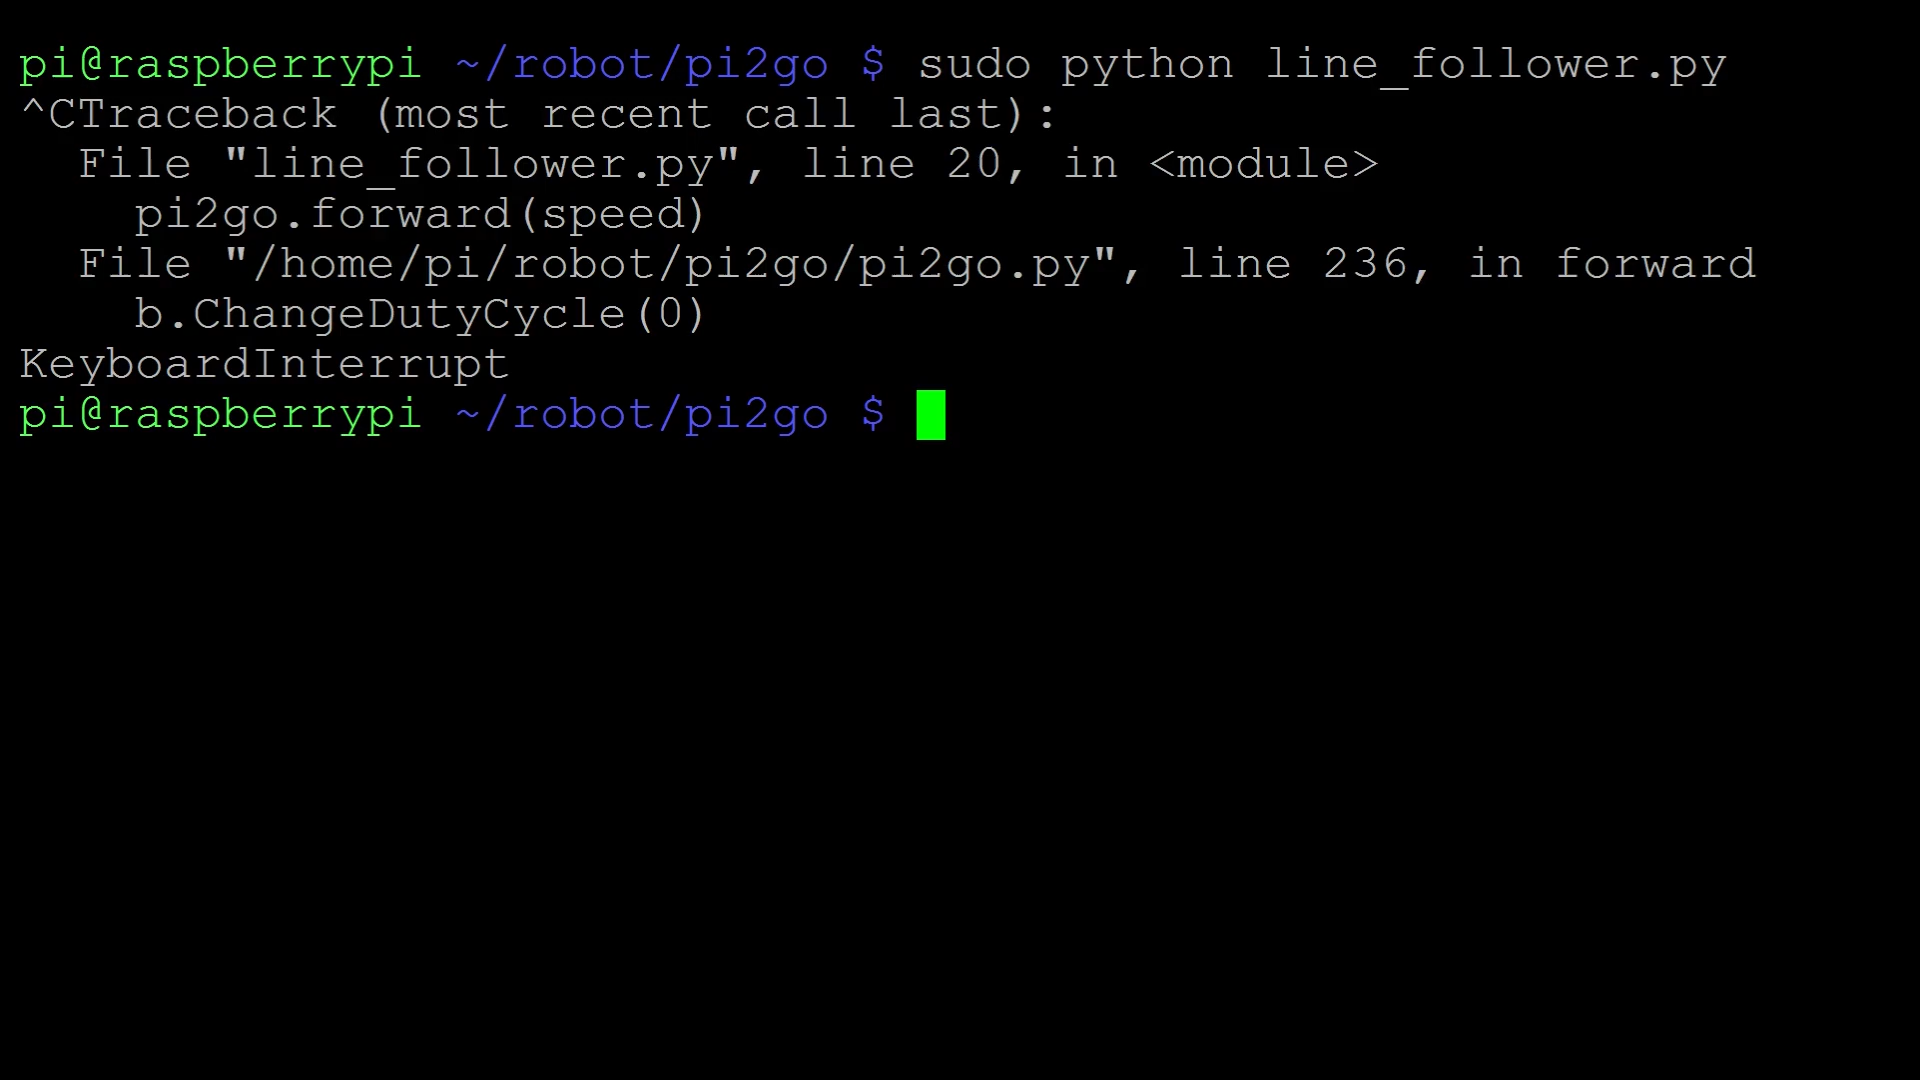 pi@raspberrypi ~/robot/pi2go $ sudo python line_follower.py
^CTraceback (most recent call last):
  File "line_follower.py", line 20, in <module>
    pi2go.forward(speed)
  File "/home/pi/robot/pi2go/pi2go.py", line 236, in forward
    b.ChangeDutyCycle(0)
KeyboardInterrupt
pi@raspberrypi ~/robot/pi2go $